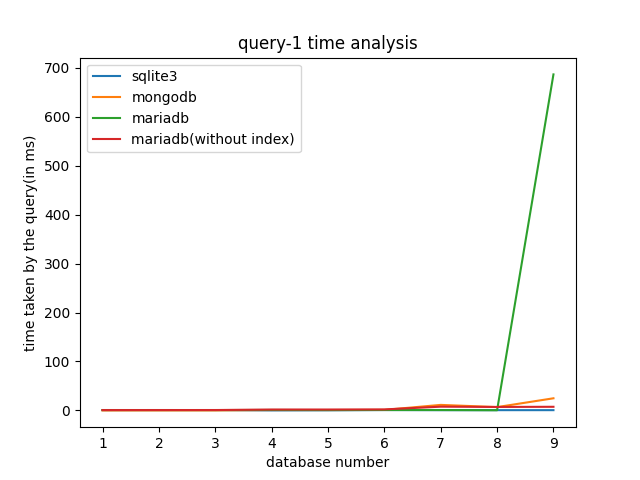 query-1 time analysis
sqlite3
mongodb
mariadb
mariadb(without index)
time taken by the query(in ms)
700
600
500
400
300
200
100
0
1 2 3 4 5 6 7 8 9
database number